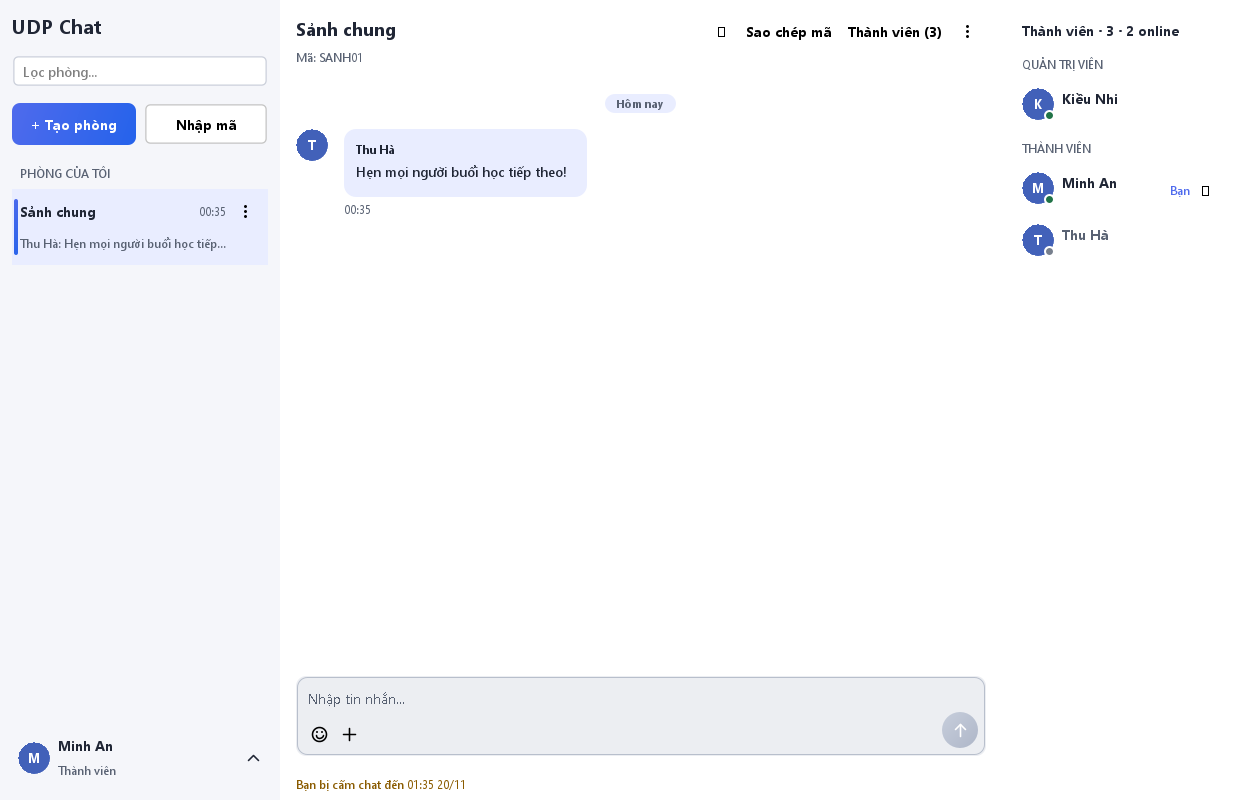 UDP Chat
Lọc phòng...
+ Tạo phòng
Nhập mã
PHÒNG CỦA TÔI
Sảnh chung
00:35
Thu Hà: Hẹn mọi người buổi học tiếp...
M
Minh An
Thành viên
Sảnh chung
Mã: SANH01
Sao chép mã
Thành viên (3)
Hôm nay
T
Thu Hà
Hẹn mọi người buổi học tiếp theo!
00:35
Nhập tin nhắn...
Bạn bị cấm chat đến 01:35 20/11
Thành viên - 3 - 2 online
QUẢN TRỊ VIÊN
K
Kiều Nhi
THÀNH VIÊN
M
Minh An
Bạn
T
Thu Hà